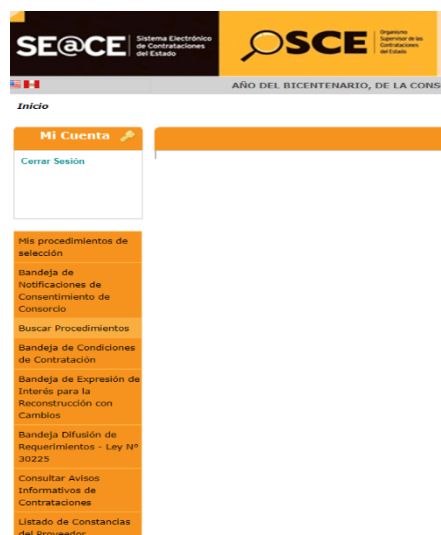 SE@CE
Sistema Electrónico
de Contrataciones
del Estado
OSCE
Organismo
Supervisor de las
Contrataciones
del Estado
AÑO DEL BICENTENARIO, DE LA CONS
Inicio
Mi Cuenta
Cerrar Sesión
Mis procedimientos de
selección
Bandeja de
Notificaciones de
Consentimiento de
Consorcio
Buscar Procedimientos
Bandeja de Condiciones
de Contratación
Bandeja de Expresión de
Interés para la
Reconstrucción con
Cambios
Bandeja Difusión de
Requerimientos - Ley Nº
30225
Consultar Avisos
Informativos de
Contrataciones
Listado de Constancias
del Proveedor